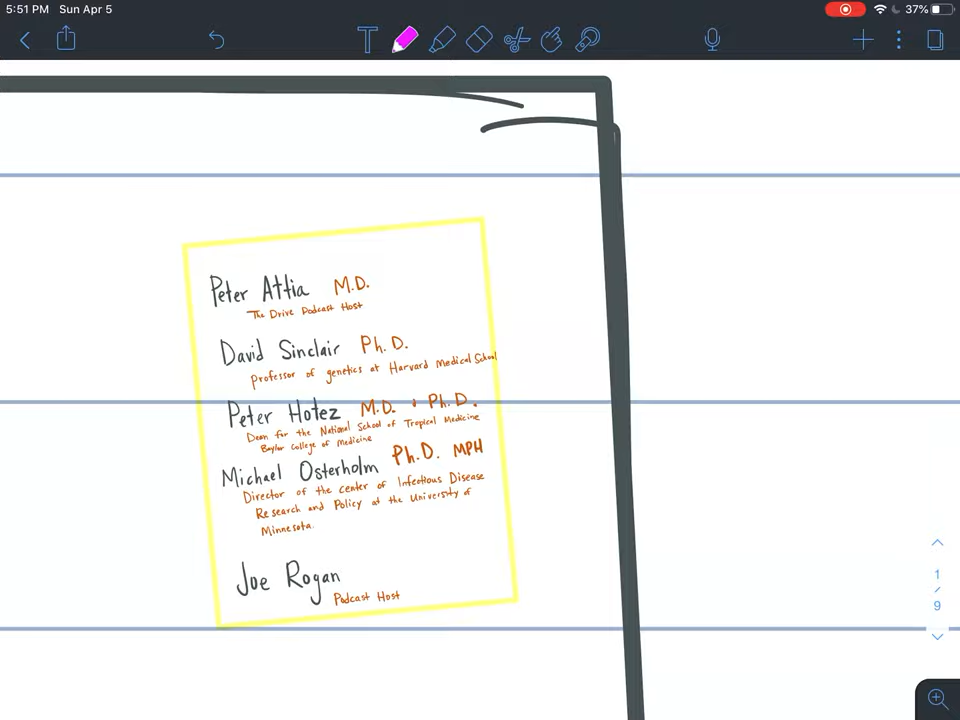 5:51 PM Sun Apr 5
37%
T
Peter Attia M.D.
The Drive Podcast Host
David Sinclair Ph.D.
Professor of genetics at Harvard Medical School
Peter Hotez M.D. & Ph.D.
Dean for the National School of Tropical Medicine
Baylor College of Medicine
Michael Osterholm Ph.D. MPH
Director of the center of Infectious Disease
Research and Policy at the University of
Minnesota.
Joe Rogan
Podcast Host
1
/
9